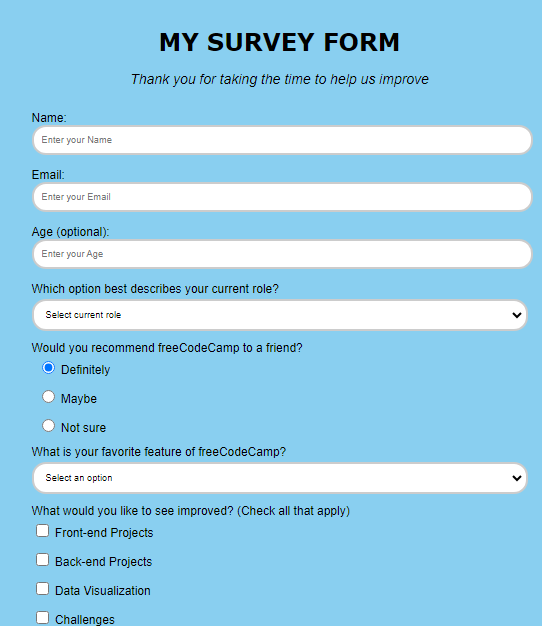 MY SURVEY FORM
Thank you for taking the time to help us improve
Name:
Enter your Name
Email:
Enter your Email
Age (optional):
Enter your Age
Which option best describes your current role?
Select current role
Would you recommend freeCodeCamp to a friend?
Definitely
Maybe
Not sure
What is your favorite feature of freeCodeCamp?
Select an option
What would you like to see improved? (Check all that apply)
Front-end Projects
Back-end Projects
Data Visualization
Challenges